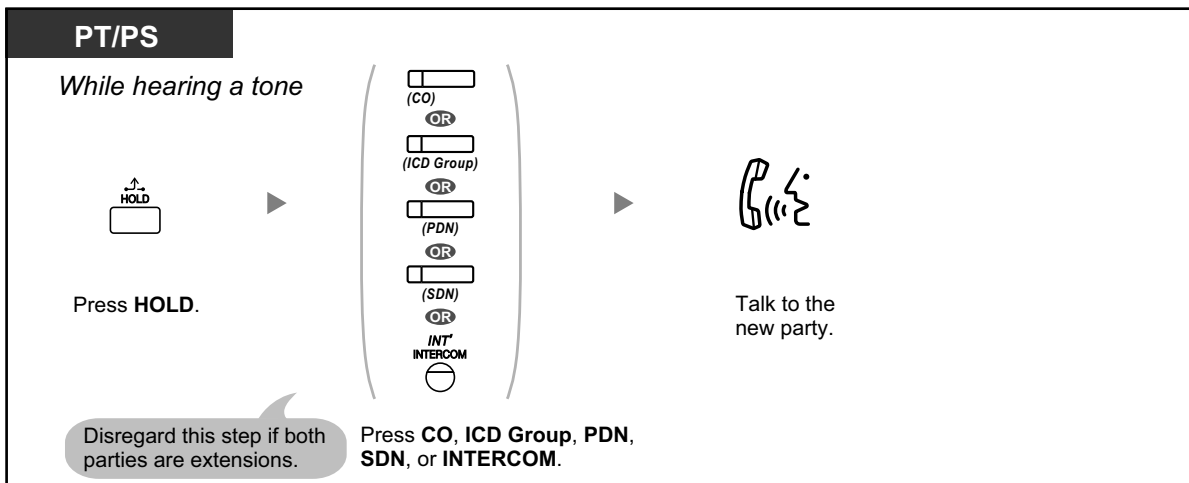 PT/PS
While hearing a tone
HOLD
Press HOLD.
(CO)
OR
(ICD Group)
OR
(PDN)
OR
(SDN)
OR
INT'
INTERCOM
Disregard this step if both
parties are extensions.
Press CO, ICD Group, PDN,
SDN, or INTERCOM.
Talk to the
new party.